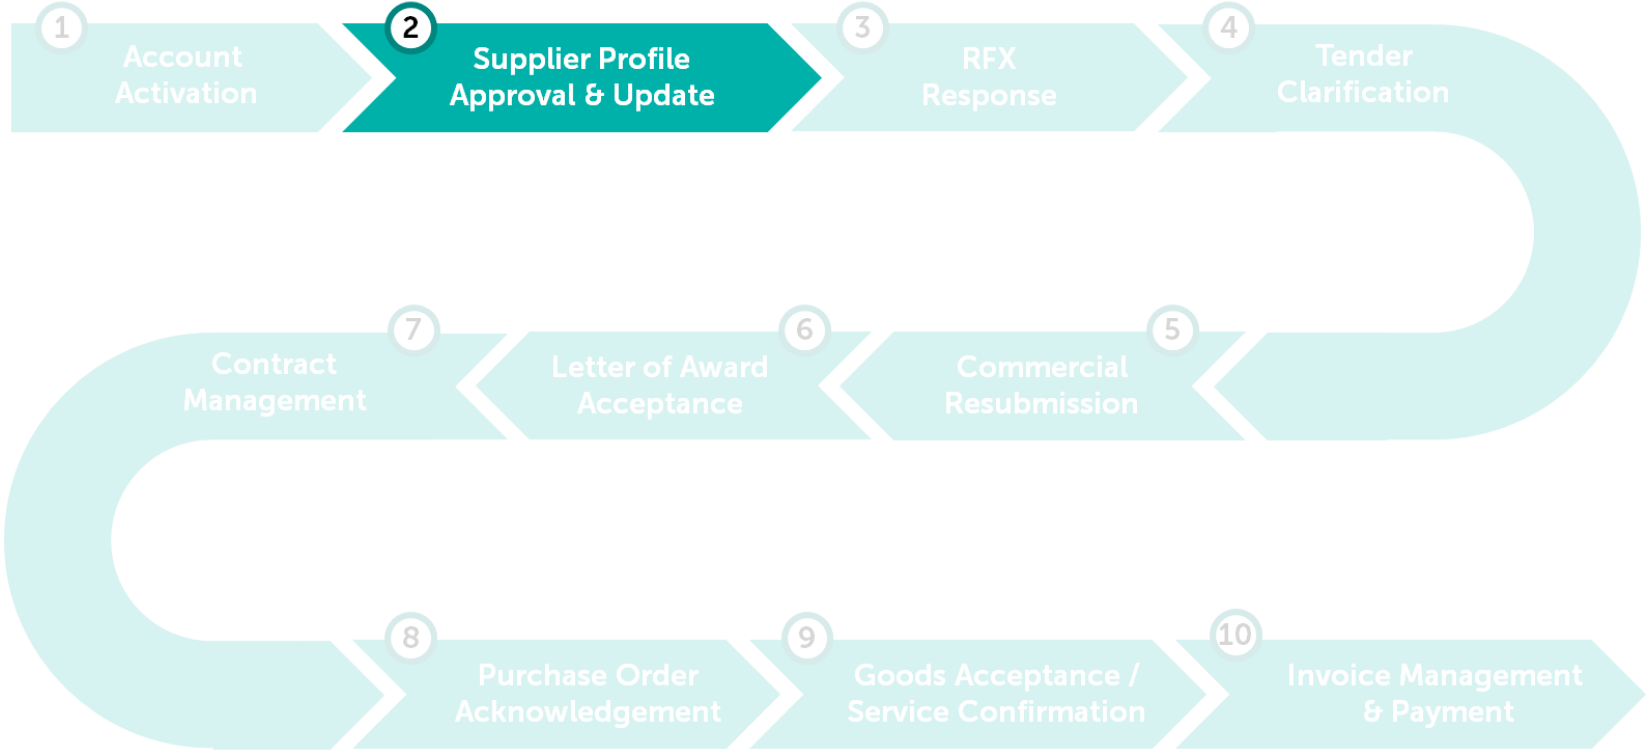 1
Account
Activation
2
Supplier Profile
Approval & Update
3
RFX
Response
4
Tender
Clarification
5
Commercial
Resubmission
6
Letter of Award
Acceptance
7
Contract
Management
8
Purchase Order
Acknowledgement
9
Goods Acceptance /
Service Confirmation
10
Invoice Management
& Payment